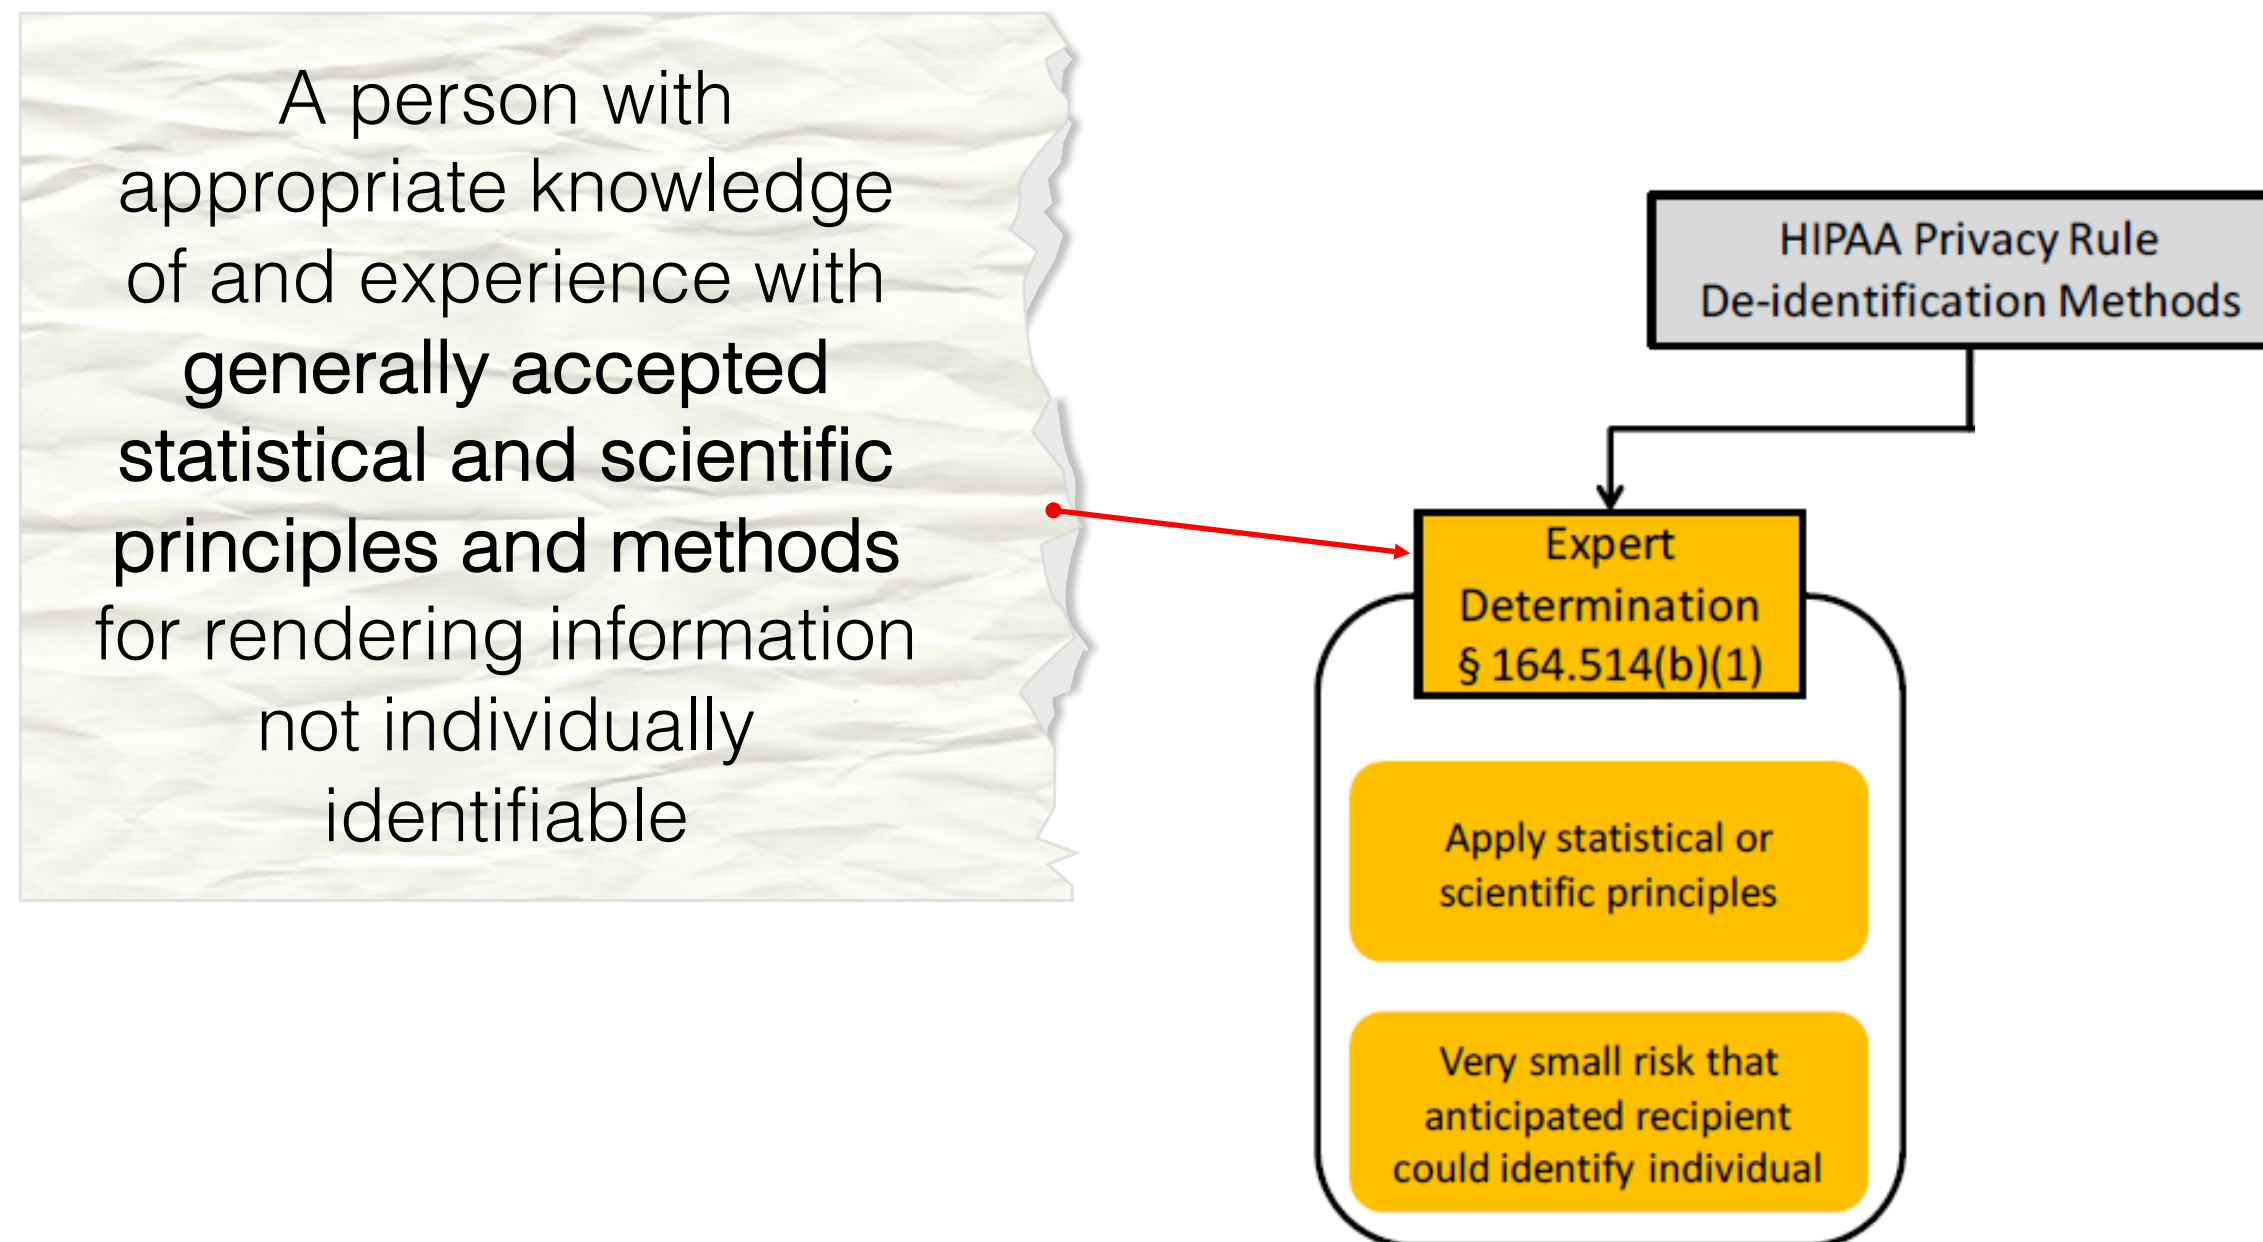 A person with
appropriate knowledge
of and experience with
generally accepted
statistical and scientific
principles and methods
for rendering information
not individually
identifiable
HIPAA Privacy Rule
De-identification Methods
Expert
Determination
§ 164.514(b)(1)
Apply statistical or
scientific principles
Very small risk that
anticipated recipient
could identify individual